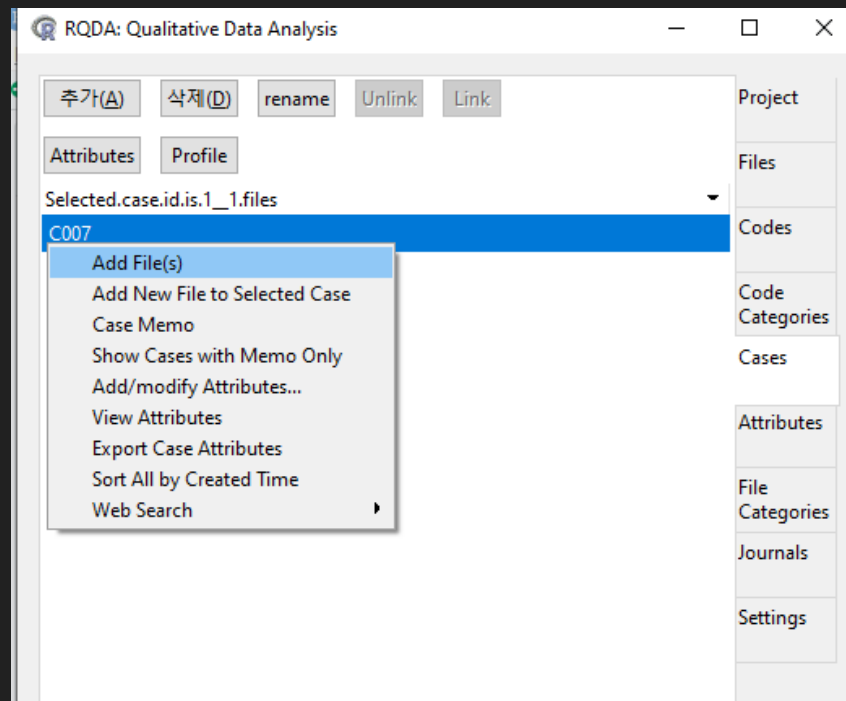 RQDA: Qualitative Data Analysis
추가(A) 삭제(D) rename Unlink Link
Attributes Profile
Selected.case.id.is.1__1.files
C007
Add File(s)
Add New File to Selected Case
Case Memo
Show Cases with Memo Only
Add/modify Attributes...
View Attributes
Export Case Attributes
Sort All by Created Time
Web Search
Project
Files
Codes
Code
Categories
Cases
Attributes
File
Categories
Journals
Settings